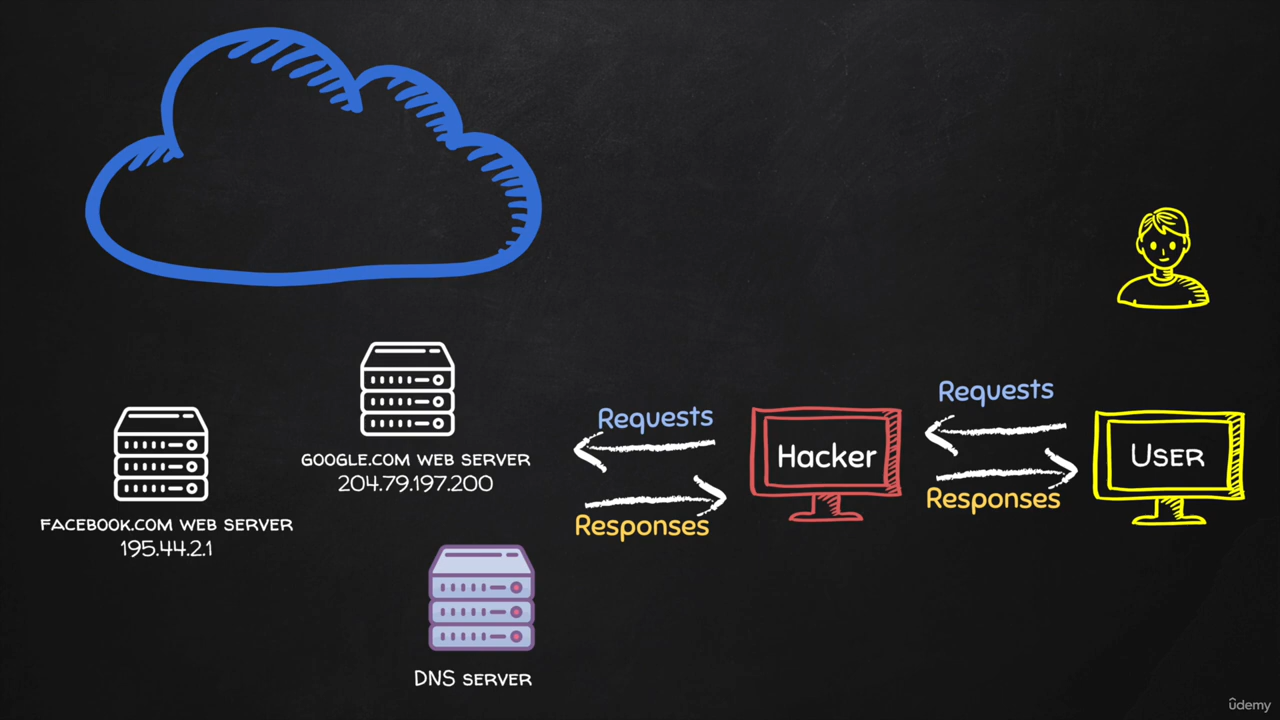 Requests
Requests
Hacker
USER
Responses
Responses
GOOGLE.COM WEB SERVER
204.79.197.200
FACEBOOK.COM WEB SERVER
195.44.2.1
DNS SERVER
ûdemy